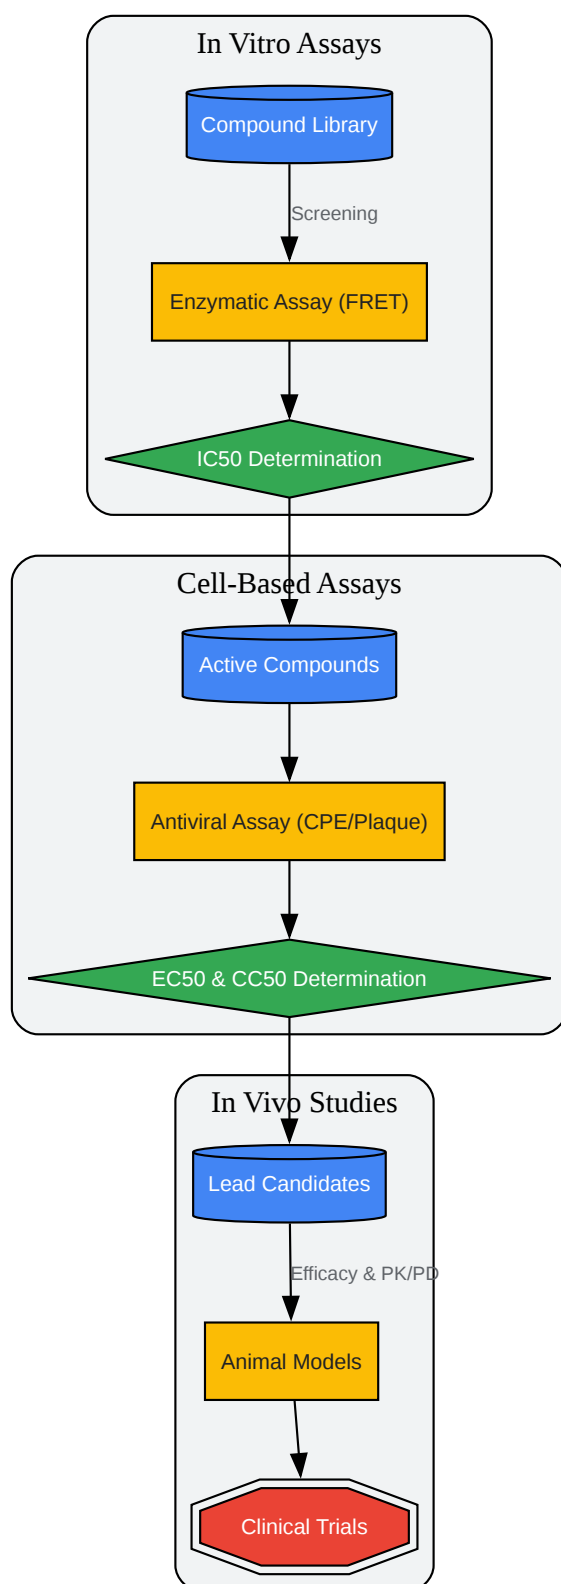 In Vitro Assays
Compound Library
Screening
Enzymatic Assay (FRET)
IC50 Determination
Cell-Based Assays
Active Compounds
Antiviral Assay (CPE/Plaque)
EC50 & CC50 Determination
In Vivo Studies
Lead Candidates
Efficacy & PK/PD
Animal Models
Clinical Trials